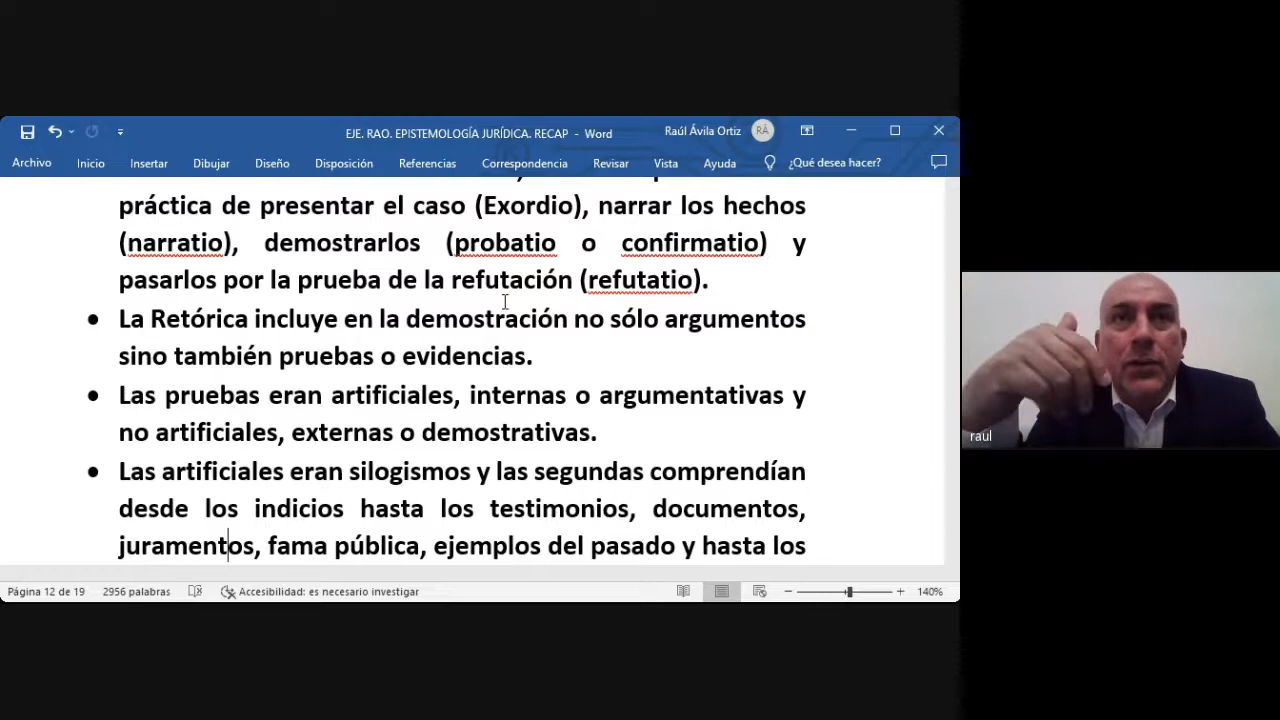 EJE. RAO. EPISTEMOLOGÍA JURÍDICA. RECAP - Word
Raúl Ávila Ortiz
RÁ
Archivo Inicio Insertar Dibujar Diseño Disposición Referencias Correspondencia Revisar Vista Ayuda ¿Qué desea hacer?
práctica de presentar el caso (Exordio), narrar los hechos
(narratio), demostrarlos (probatio o confirmatio) y
pasarlos por la prueba de la refutación (refutatio).
• La Retórica incluye en la demostración no sólo argumentos
sino también pruebas o evidencias.
• Las pruebas eran artificiales, internas o argumentativas y
no artificiales, externas o demostrativas.
• Las artificiales eran silogismos y las segundas comprendían
desde los indicios hasta los testimonios, documentos,
juramentos, fama pública, ejemplos del pasado y hasta los
Página 12 de 19 2956 palabras Accesibilidad: es necesario investigar 140%
raul